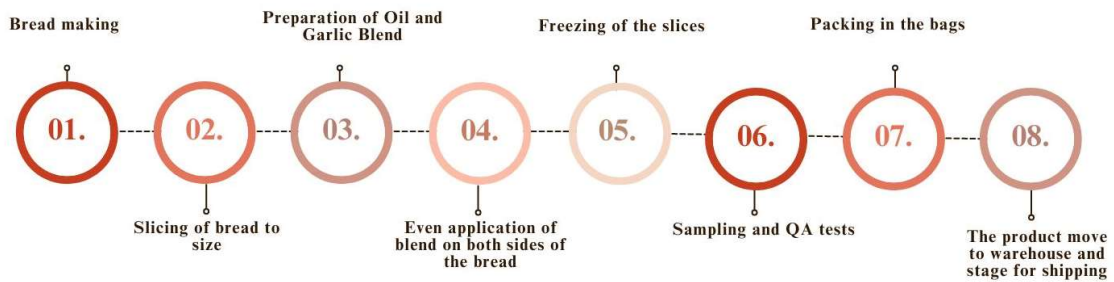 Bread making
Preparation of Oil and
Garlic Blend
Freezing of the slices
Packing in the bags
01.
02.
03.
04.
05.
06.
07.
08.
Slicing of bread to
size
Even application of
blend on both sides of
the bread
Sampling and QA tests
The product move
to warehouse and
stage for shipping